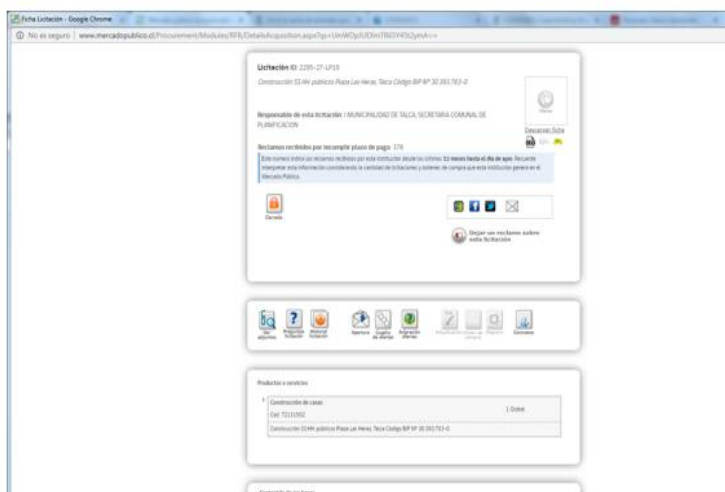 Ficha Licitación - Google Chrome
No es seguro | www.mercadopublico.cl/Procurement/Modules/RFB/DetailsAcquisition.aspx?qs=
Licitación ID: 2295-27-LP19
Construcción SS.HH. públicos Plaza Las Heras, Talca Código BIP Nº 30.393.763-0
Responsable de esta licitación: I MUNICIPALIDAD DE TALCA, SECRETARIA COMUNAL DE
PLANIFICACION
Descargar ficha
Reclamos recibidos por incumplir plazo de pago: 378
Este número indica los reclamos recibidos por esta institución desde los últimos 12 meses hasta el día de ayer. Recuerde
interpretar esta información considerando la cantidad de licitaciones y órdenes de compra que esta institución genera en el
Mercado Público.
Cerrada
Dejar un reclamo sobre
esta licitación
Ver adjuntos
Preguntas licitación
Historial licitación
Apertura
Cuadro de ofertas
Contratos
Productos o servicios
1
Construcción de casas
1 Global
Cod: 72111502
Construcción SS.HH. públicos Plaza Las Heras, Talca Código BIP Nº 30.393.763-0